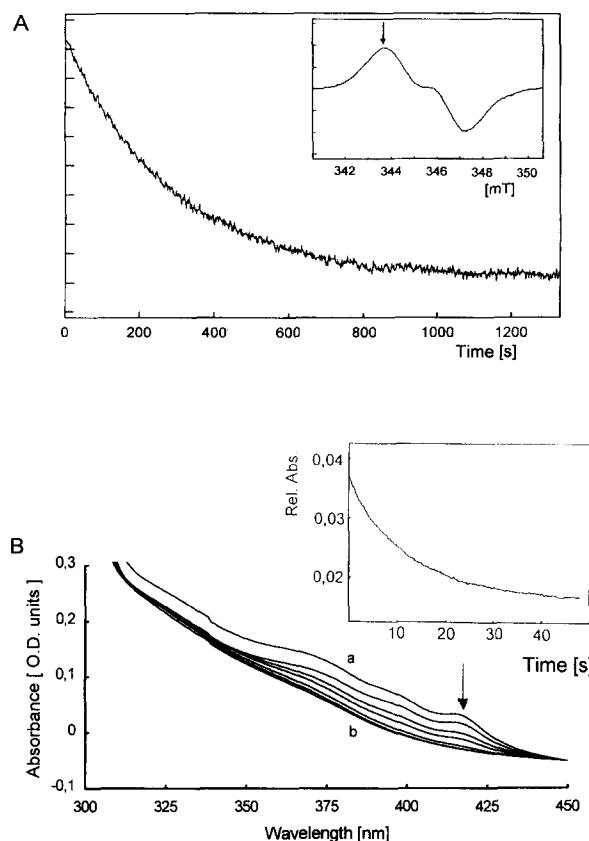 A
342 344 346 348 350
[mT]
0 200 400 600 800 1000 1200
Time [s]
Rel. Abs.
0,04
0,03
0,02
10 20 30 40
Time [s]
B
Absorbance [ O.D. units ]
0,3
0,2
0,1
0
-0,1
a
b
300 325 350 375 400 425 450
Wavelength [nm]